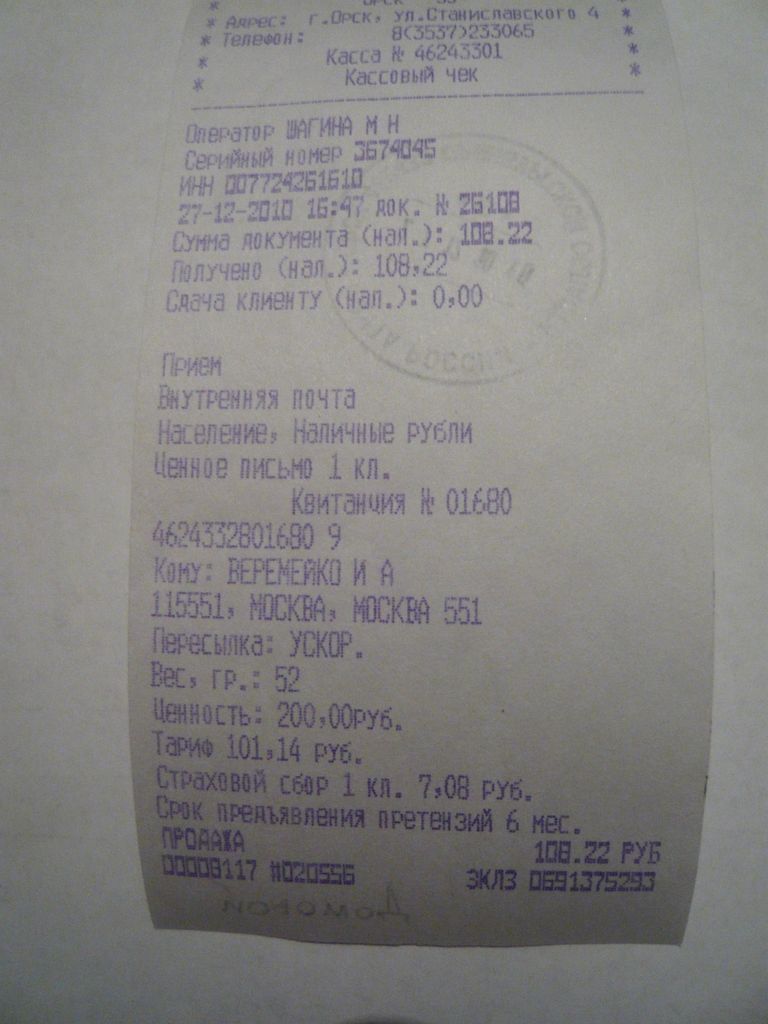 * Адрес: г.Орск, ул.Станиславского 4 *
* Телефон: 8(3537)233065 *
* Касса № 46243301 *
* Кассовый чек *
Оператор ШАГИНА М Н
Серийный номер 3674045
ИНН 007724261610
27-12-2010 16:47 док. № 26108
Сумма документа (нал.): 108.22
Получено (нал.): 108,22
Сдача клиенту (нал.): 0,00
Прием
Внутренняя почта
Население, Наличные рубли
Ценное письмо 1 кл.
Квитанция № 01680
4624332801680 9
Кому: ВЕРЕМЕЙКО И А
115551, МОСКВА, МОСКВА 551
Пересылка: УСКОР.
Вес, гр.: 52
Ценность: 200,00руб.
Тариф 101,14 руб.
Страховой сбор 1 кл. 7,08 руб.
Срок предъявления претензий 6 мес.
ПРОДАЖА 108.22 РУБ
00008117 #020556 ЭКЛЗ 0691375293
РОССИЯ